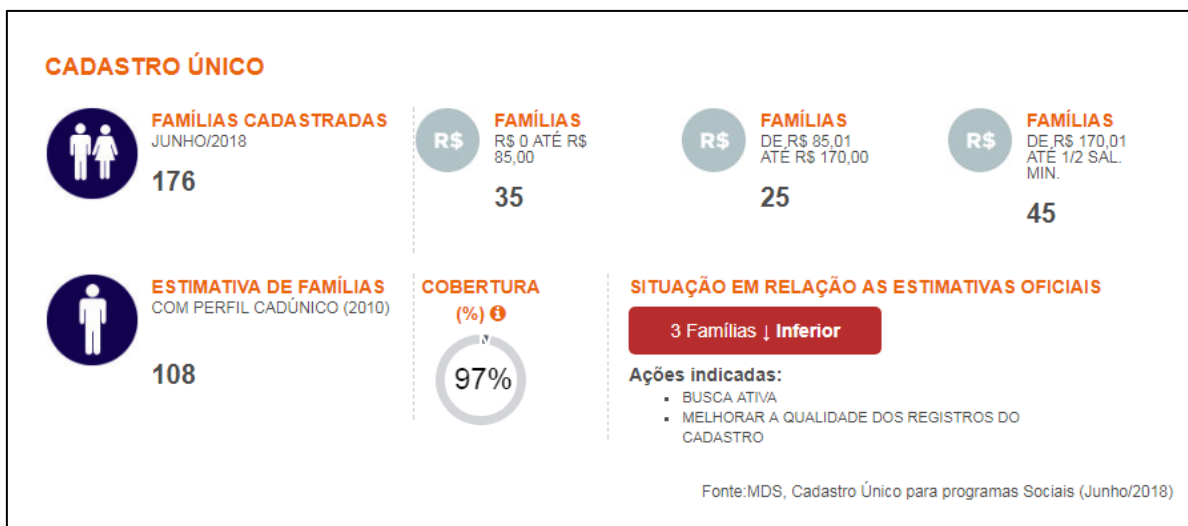 CADASTRO ÚNICO
FAMÍLIAS CADASTRADAS
JUNHO/2018
176
R$
FAMÍLIAS
R$ 0 ATÉ R$
85,00
35
R$
FAMÍLIAS
DE R$ 85,01
ATÉ R$ 170,00
25
R$
FAMÍLIAS
DE R$ 170,01
ATÉ 1/2 SAL.
MIN.
45
ESTIMATIVA DE FAMÍLIAS
COM PERFIL CADÚNICO (2010)
108
COBERTURA
(%)
97%
SITUAÇÃO EM RELAÇÃO AS ESTIMATIVAS OFICIAIS
3 Famílias ↓ Inferior
Ações indicadas:
▪ BUSCA ATIVA
▪ MELHORAR A QUALIDADE DOS REGISTROS DO
CADASTRO
Fonte:MDS, Cadastro Único para programas Sociais (Junho/2018)